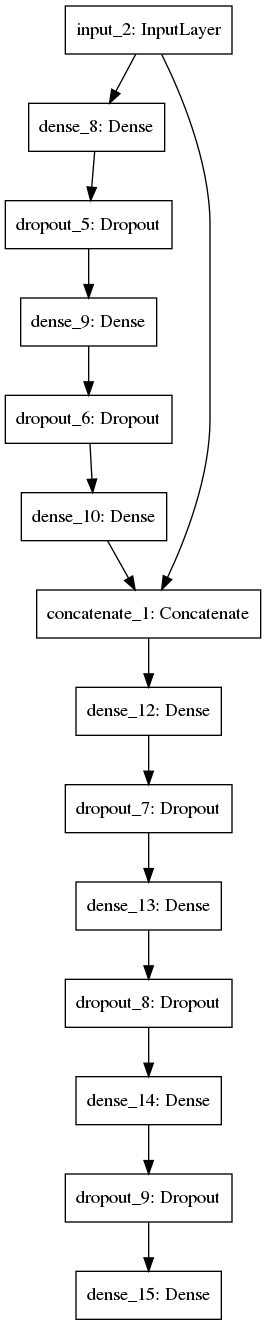 input_2: InputLayer
dense_8: Dense
dropout_5: Dropout
dense_9: Dense
dropout_6: Dropout
dense_10: Dense
concatenate_1: Concatenate
dense_12: Dense
dropout_7: Dropout
dense_13: Dense
dropout_8: Dropout
dense_14: Dense
dropout_9: Dropout
dense_15: Dense